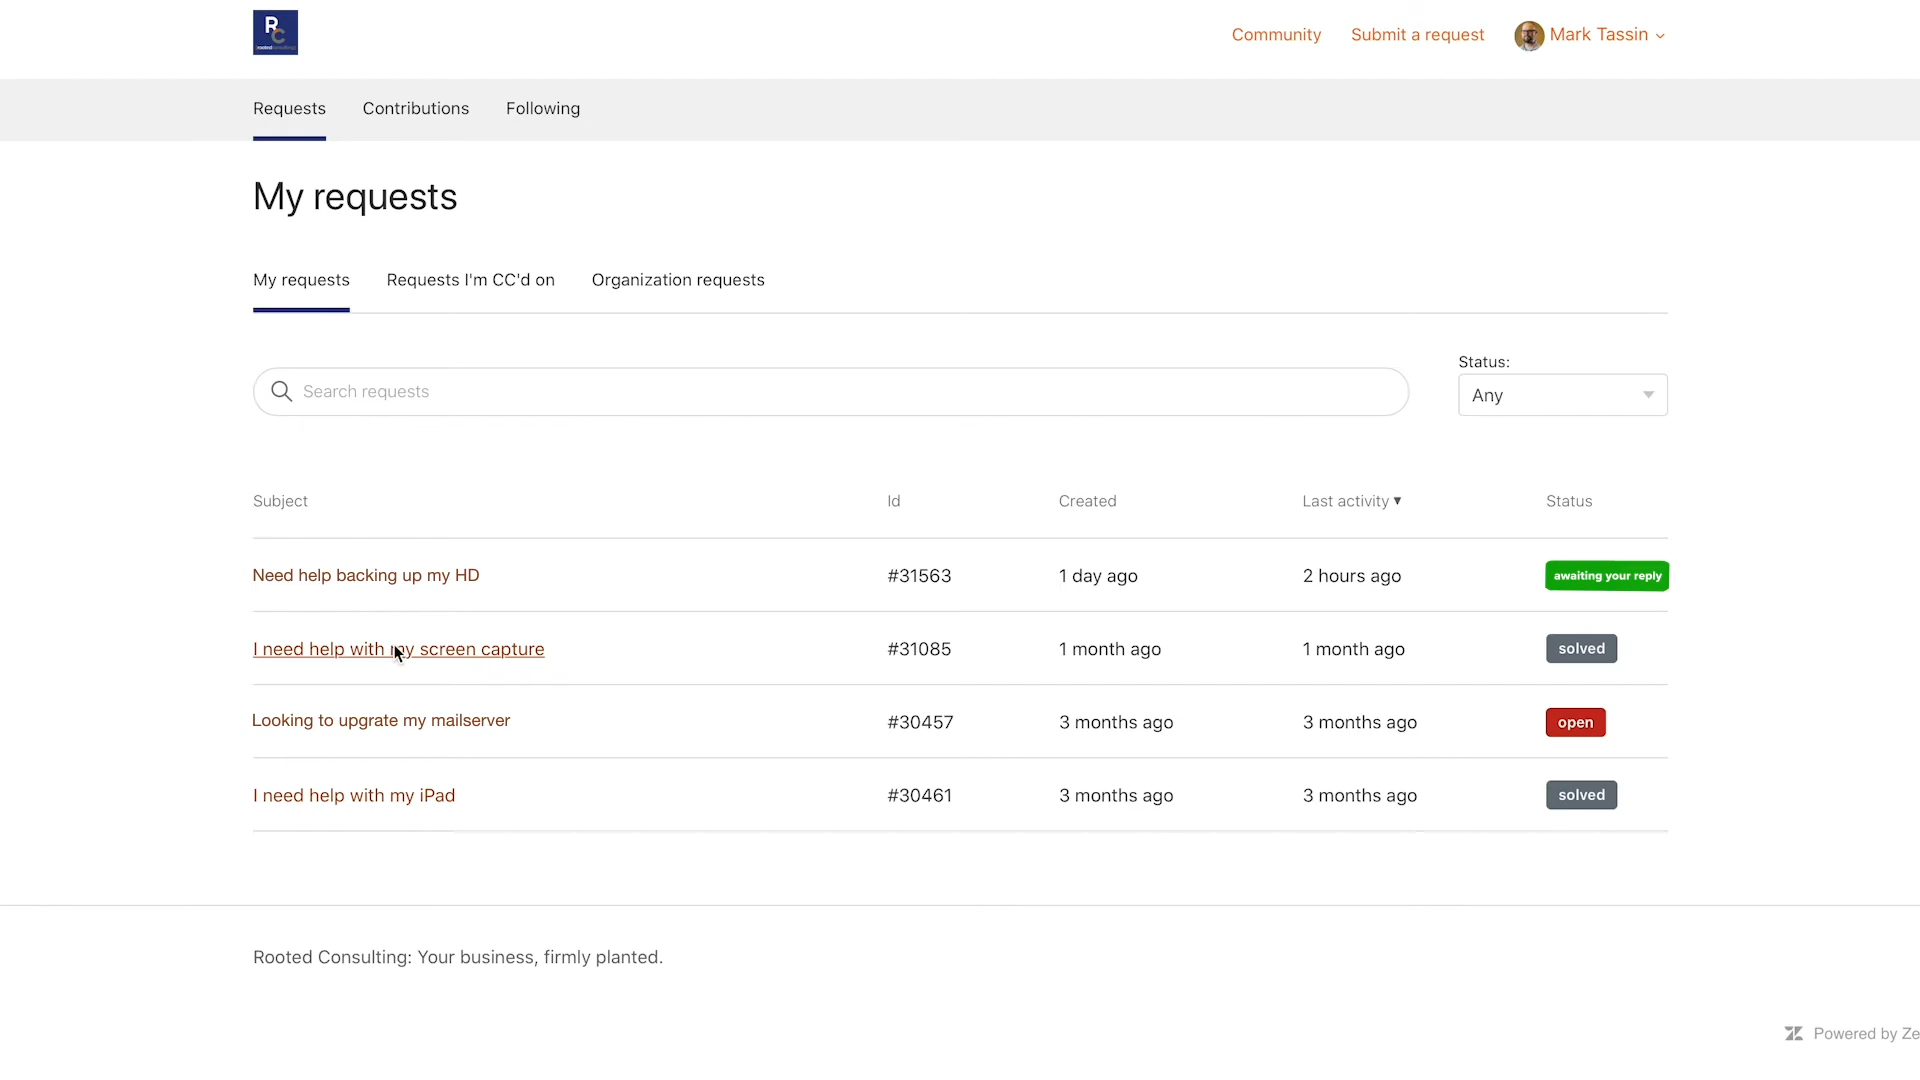 RC
Community Submit a request Mark Tassin
Requests Contributions Following
My requests
My requests Requests I'm CC'd on Organization requests
Status:
Search requests Any
Subject Id Created Last activity ▼ Status
Need help backing up my HD #31563 1 day ago 2 hours ago awaiting your reply
I need help with my screen capture #31085 1 month ago 1 month ago solved
Looking to upgrate my mailserver #30457 3 months ago 3 months ago open
I need help with my iPad #30461 3 months ago 3 months ago solved
Rooted Consulting: Your business, firmly planted.
Powered by Ze